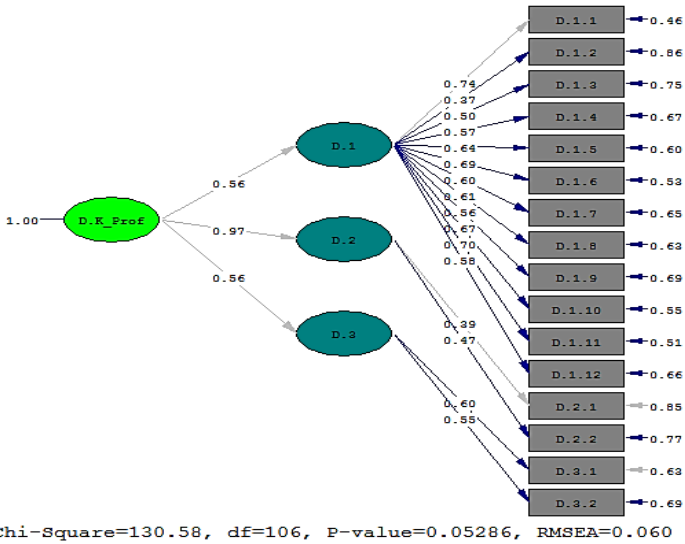 D.1.1 0.46
D.1.2 0.86
0.74
D.1.3 0.75
0.37
0.50
D.1.4 0.67
0.57
D.1 0.64 D.1.5 0.60
0.69
0.56 0.60 D.1.6 0.53
0.61
D.1.7 0.65
0.56
1.00 D.K_Prof 0.67
0.97 0.70 D.1.8 0.63
D.2 0.58
D.1.9 0.69
0.56
D.1.10 0.55
0.39
D.3 0.47 D.1.11 0.51
D.1.12 0.66
0.60 D.2.1 0.85
0.55
D.2.2 0.77
D.3.1 0.63
D.3.2 0.69
Chi-Square=130.58, df=106, P-value=0.05286, RMSEA=0.060